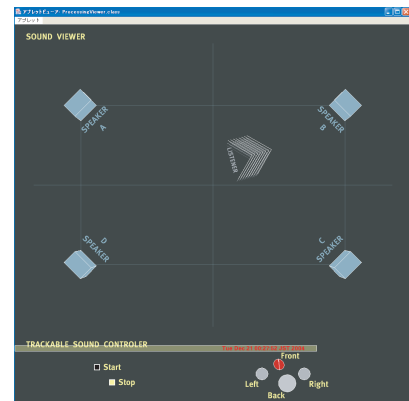 アプレットビューア: ProcessingViewer.class
アプレット
SOUND VIEWER
SPEAKER
A
SPEAKER
B
LISTENER
D
SPEAKER
C
SPEAKER
TRACKABLE SOUND CONTROLER
Start
Stop
Front
Left
Right
Back